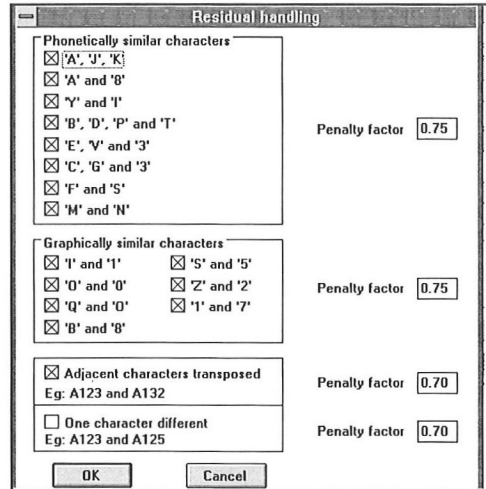 Residual handling
Phonetically similar characters
'A', 'J', 'K
'A' and '8'
'Y' and 'I'
'B', 'D', 'P' and 'T'
'E', 'V' and '3'
'C', 'G' and '3'
'F' and 'S'
'M' and 'N'
Penalty factor 0.75
Graphically similar characters
'I' and '1' 'S' and '5'
'O' and '0' 'Z' and '2'
'Q' and 'O' '1' and '7'
'B' and '8'
Penalty factor 0.75
Adjacent characters transposed
Eg: A123 and A132
Penalty factor 0.70
One character different
Eg: A123 and A125
Penalty factor 0.70
OK Cancel